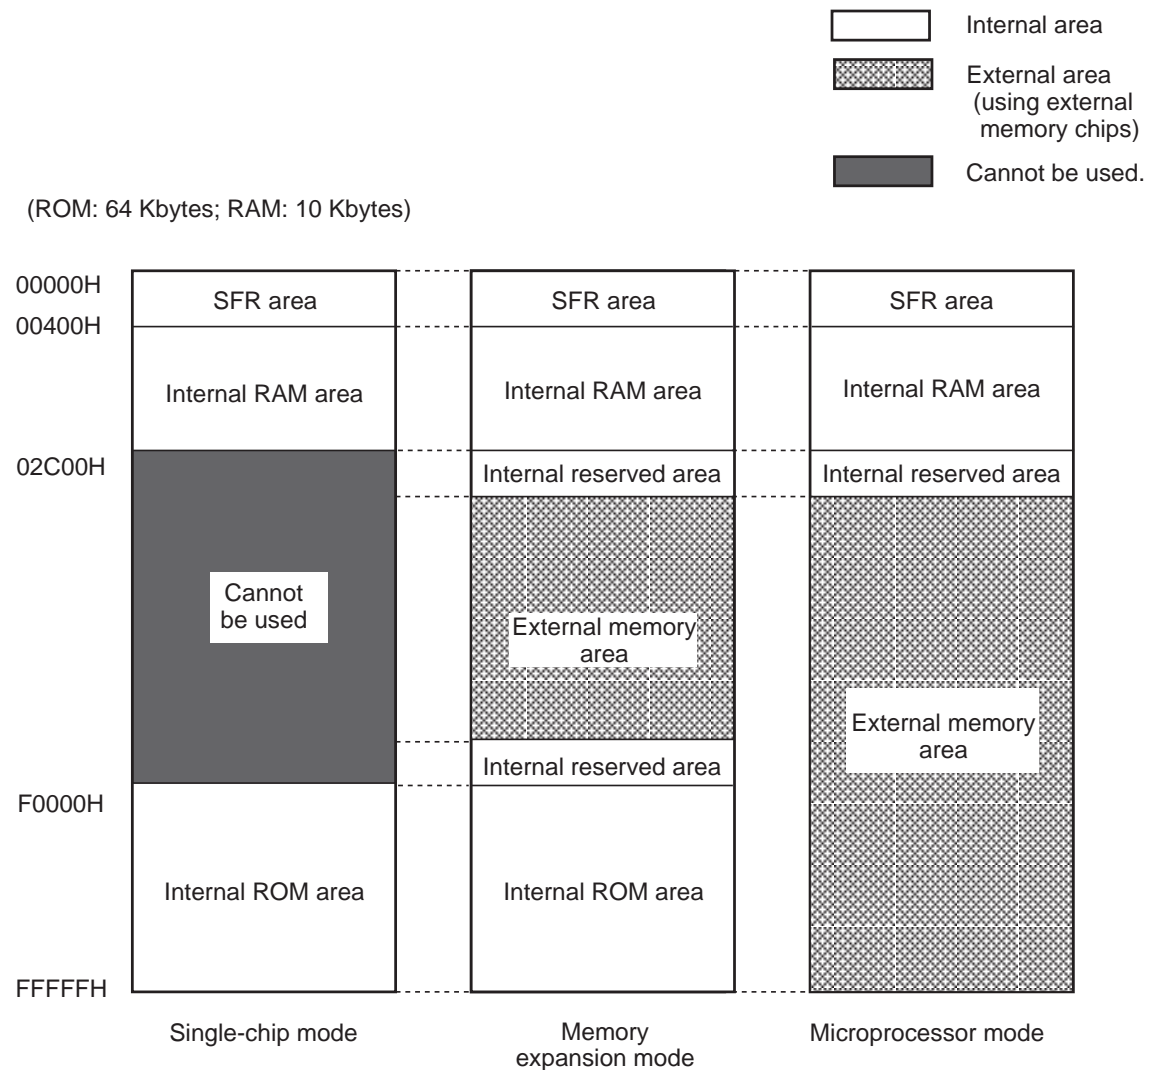 Internal area
External area
(using external
memory chips)
Cannot be used.
(ROM: 64 Kbytes; RAM: 10 Kbytes)
00000H
SFR area
SFR area
SFR area
00400H
Internal RAM area
Internal RAM area
Internal RAM area
02C00H
Internal reserved area
Internal reserved area
Cannot
be used
External memory
area
External memory
area
Internal reserved area
F0000H
Internal ROM area
Internal ROM area
FFFFFH
Single-chip mode
Memory
expansion mode
Microprocessor mode